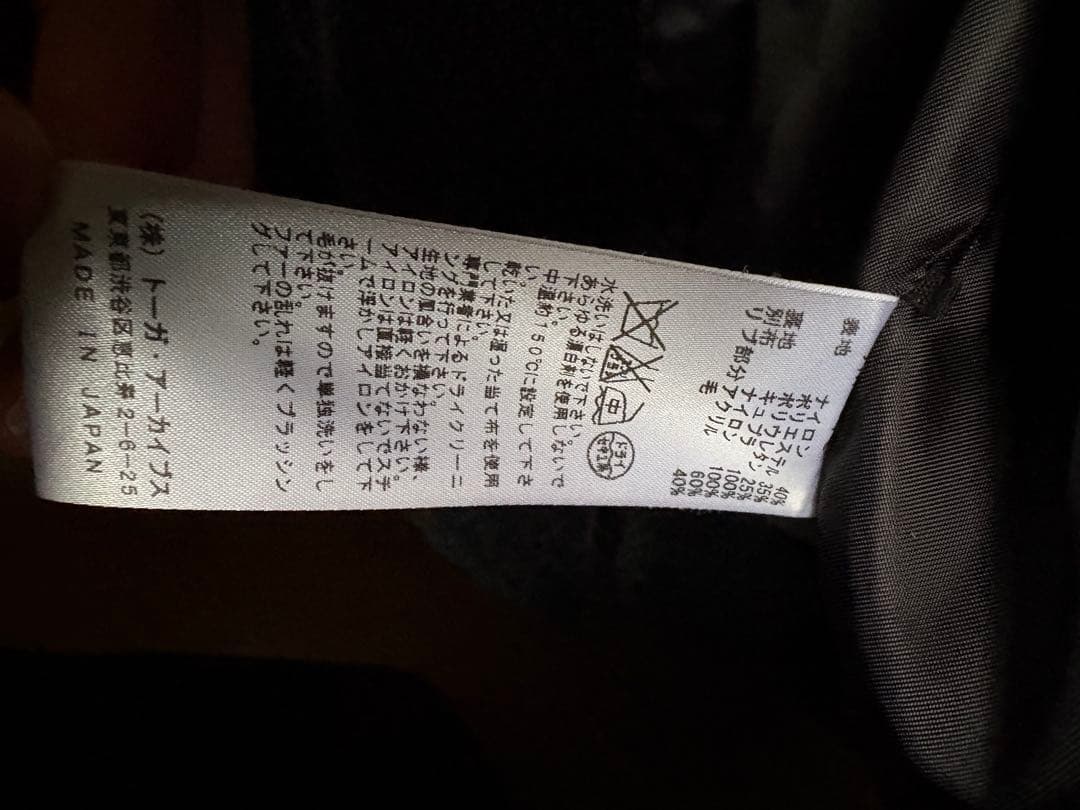 表地 ナイロン 40%
ポリエステル 35%
ポリウレタン 25%
裏地 キュプラ 100%
別布 ナイロン 100%
リブ部分 アクリル 60%
毛 40%
中
ドライ
水洗いはしないで下さい。
あらゆる漂白剤を使用しないで
下さい。
中温約150℃に設定して下さ
い。
乾いた又は湿った当て布を使用
して下さい。
専門業者によるドライクリーニ
ングを行って下さい。
生地の風合いを損なわない様、
アイロンは軽くおかけ下さい。
アイロンは直接当てないでスチ
ームで浮かしアイロンをして下
さい。
毛が抜けますので単独洗いをし
て下さい。
ファーの乱れは軽くブラッシン
グして下さい。
(株)トーガ・アーカイブス
東京都渋谷区恵比寿2-6-25
MADE IN JAPAN